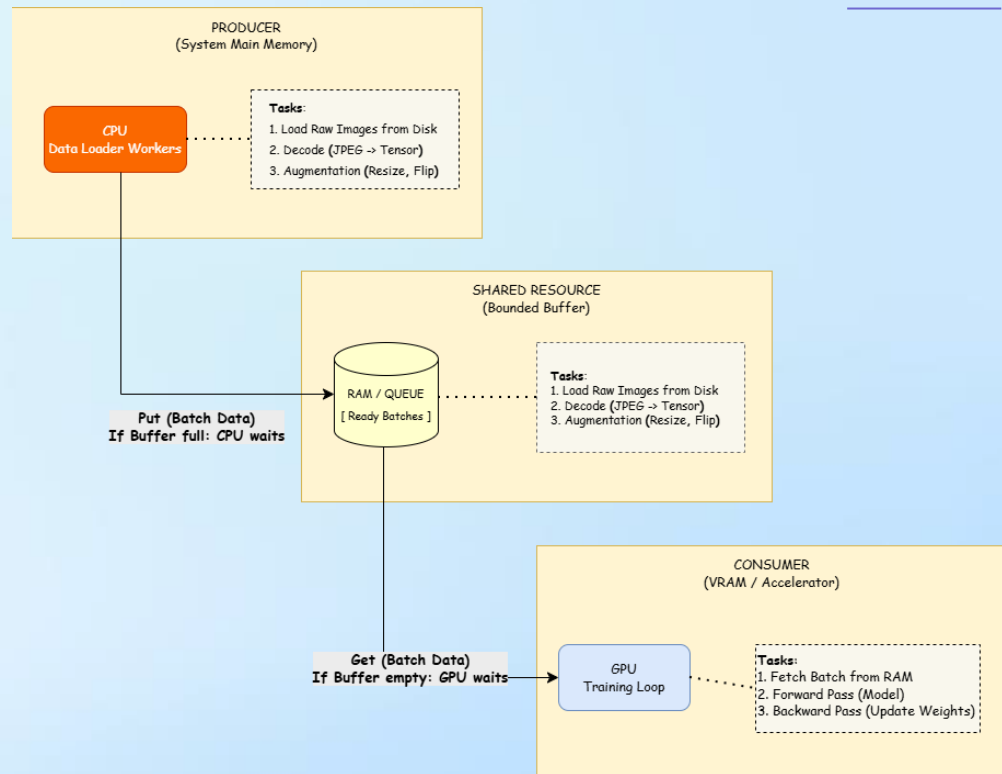 PRODUCER
(System Main Memory)
CPU
Data Loader Workers
Tasks:
1. Load Raw Images from Disk
2. Decode (JPEG -> Tensor)
3. Augmentation (Resize, Flip)
SHARED RESOURCE
(Bounded Buffer)
RAM / QUEUE
[ Ready Batches ]
Tasks:
1. Load Raw Images from Disk
2. Decode (JPEG -> Tensor)
3. Augmentation (Resize, Flip)
Put (Batch Data)
If Buffer full: CPU waits
CONSUMER
(VRAM / Accelerator)
Get (Batch Data)
If Buffer empty: GPU waits
GPU
Training Loop
Tasks:
1. Fetch Batch from RAM
2. Forward Pass (Model)
3. Backward Pass (Update Weights)